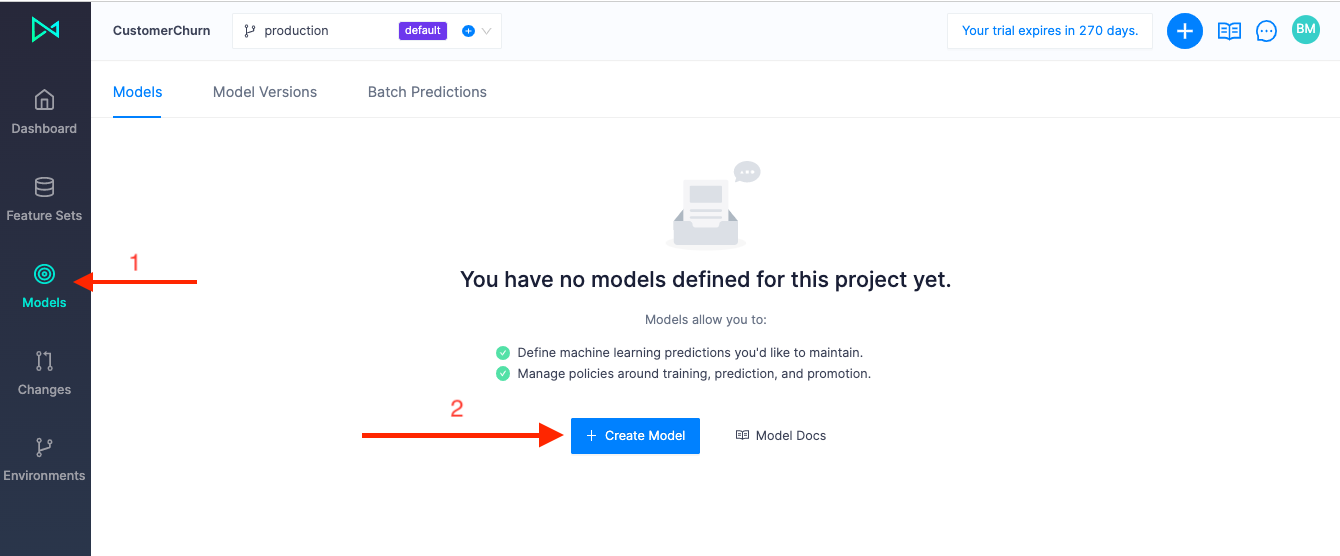 CustomerChurn production default Your trial expires in 270 days. BM
Models Model Versions Batch Predictions
Dashboard
Feature Sets
1
Models
You have no models defined for this project yet.
Models allow you to:
Define machine learning predictions you'd like to maintain.
Manage policies around training, prediction, and promotion.
Changes
2
Create Model Model Docs
Environments